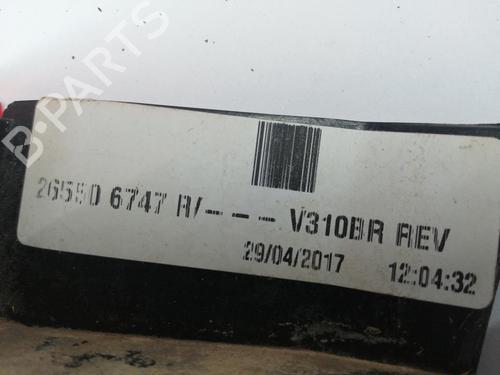 B-PARTS
26550 6747 R/--- V310BR REV
29/04/2017 12:04:32